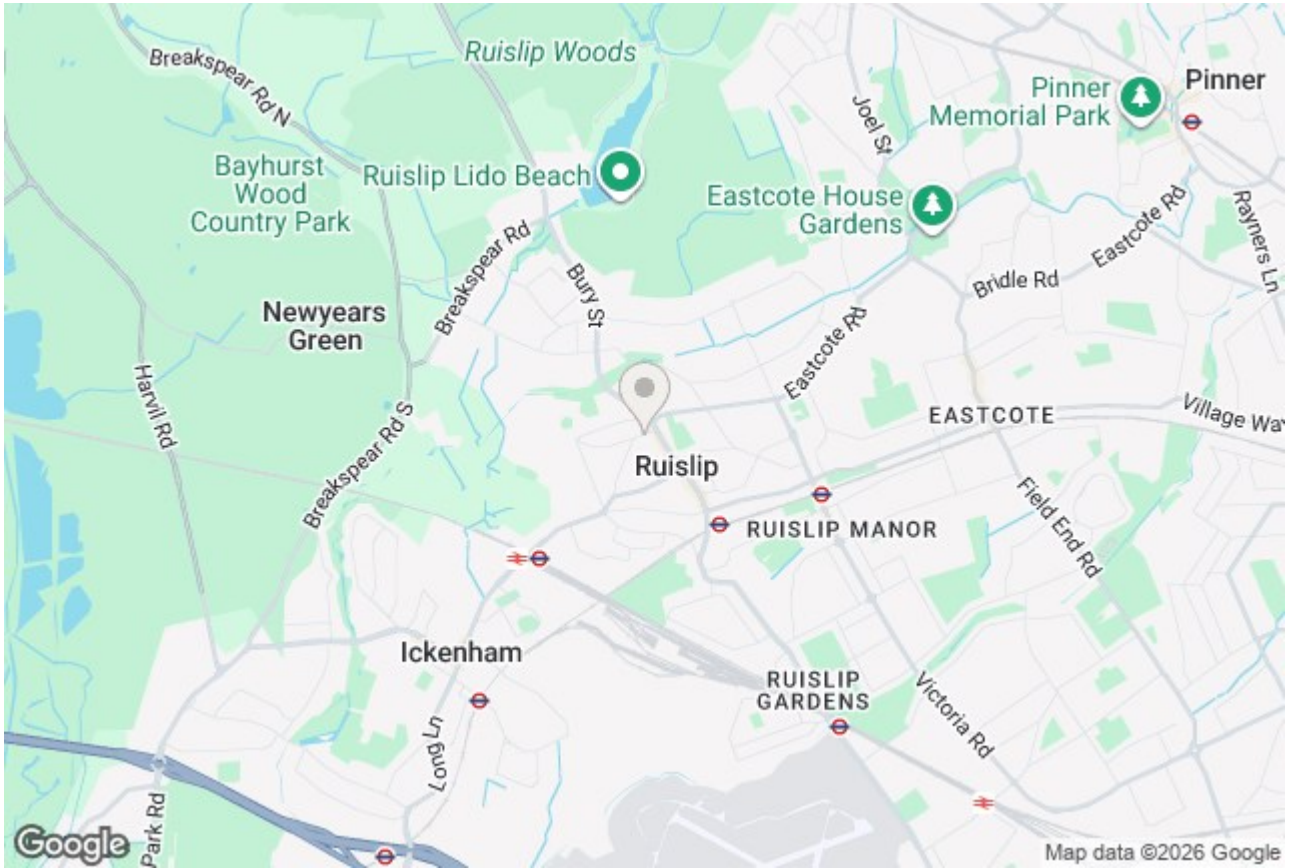 Ruislip Woods
Breakspear Rd N
Pinner
Pinner
Memorial Park
Joel St
Bayhurst
Wood
Country Park
Ruislip Lido Beach
Eastcote House
Gardens
Eastcote Rd
Rayners Ln
Breakspear Rd
Bury St
Bridle Rd
Newyears
Green
Eastcote Rd
Harvil Rd
EASTCOTE
Village Wa
Breakspear Rd S
Ruislip
RUISLIP MANOR
Field End Rd
Ickenham
RUISLIP
GARDENS
Victoria Rd
Long Ln
Park Rd
Google
Map data ©2026 Google